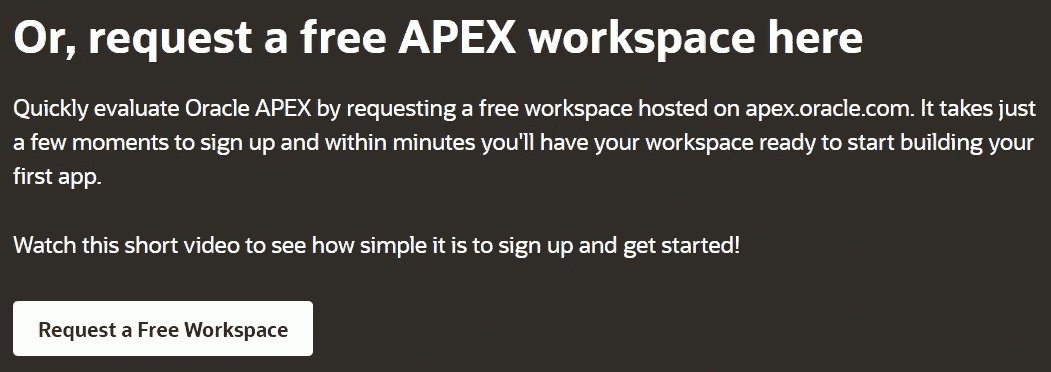 Or, request a free APEX workspace here
Quickly evaluate Oracle APEX by requesting a free workspace hosted on apex.oracle.com. It takes just
a few moments to sign up and within minutes you'll have your workspace ready to start building your
first app.
Watch this short video to see how simple it is to sign up and get started!
Request a Free Workspace